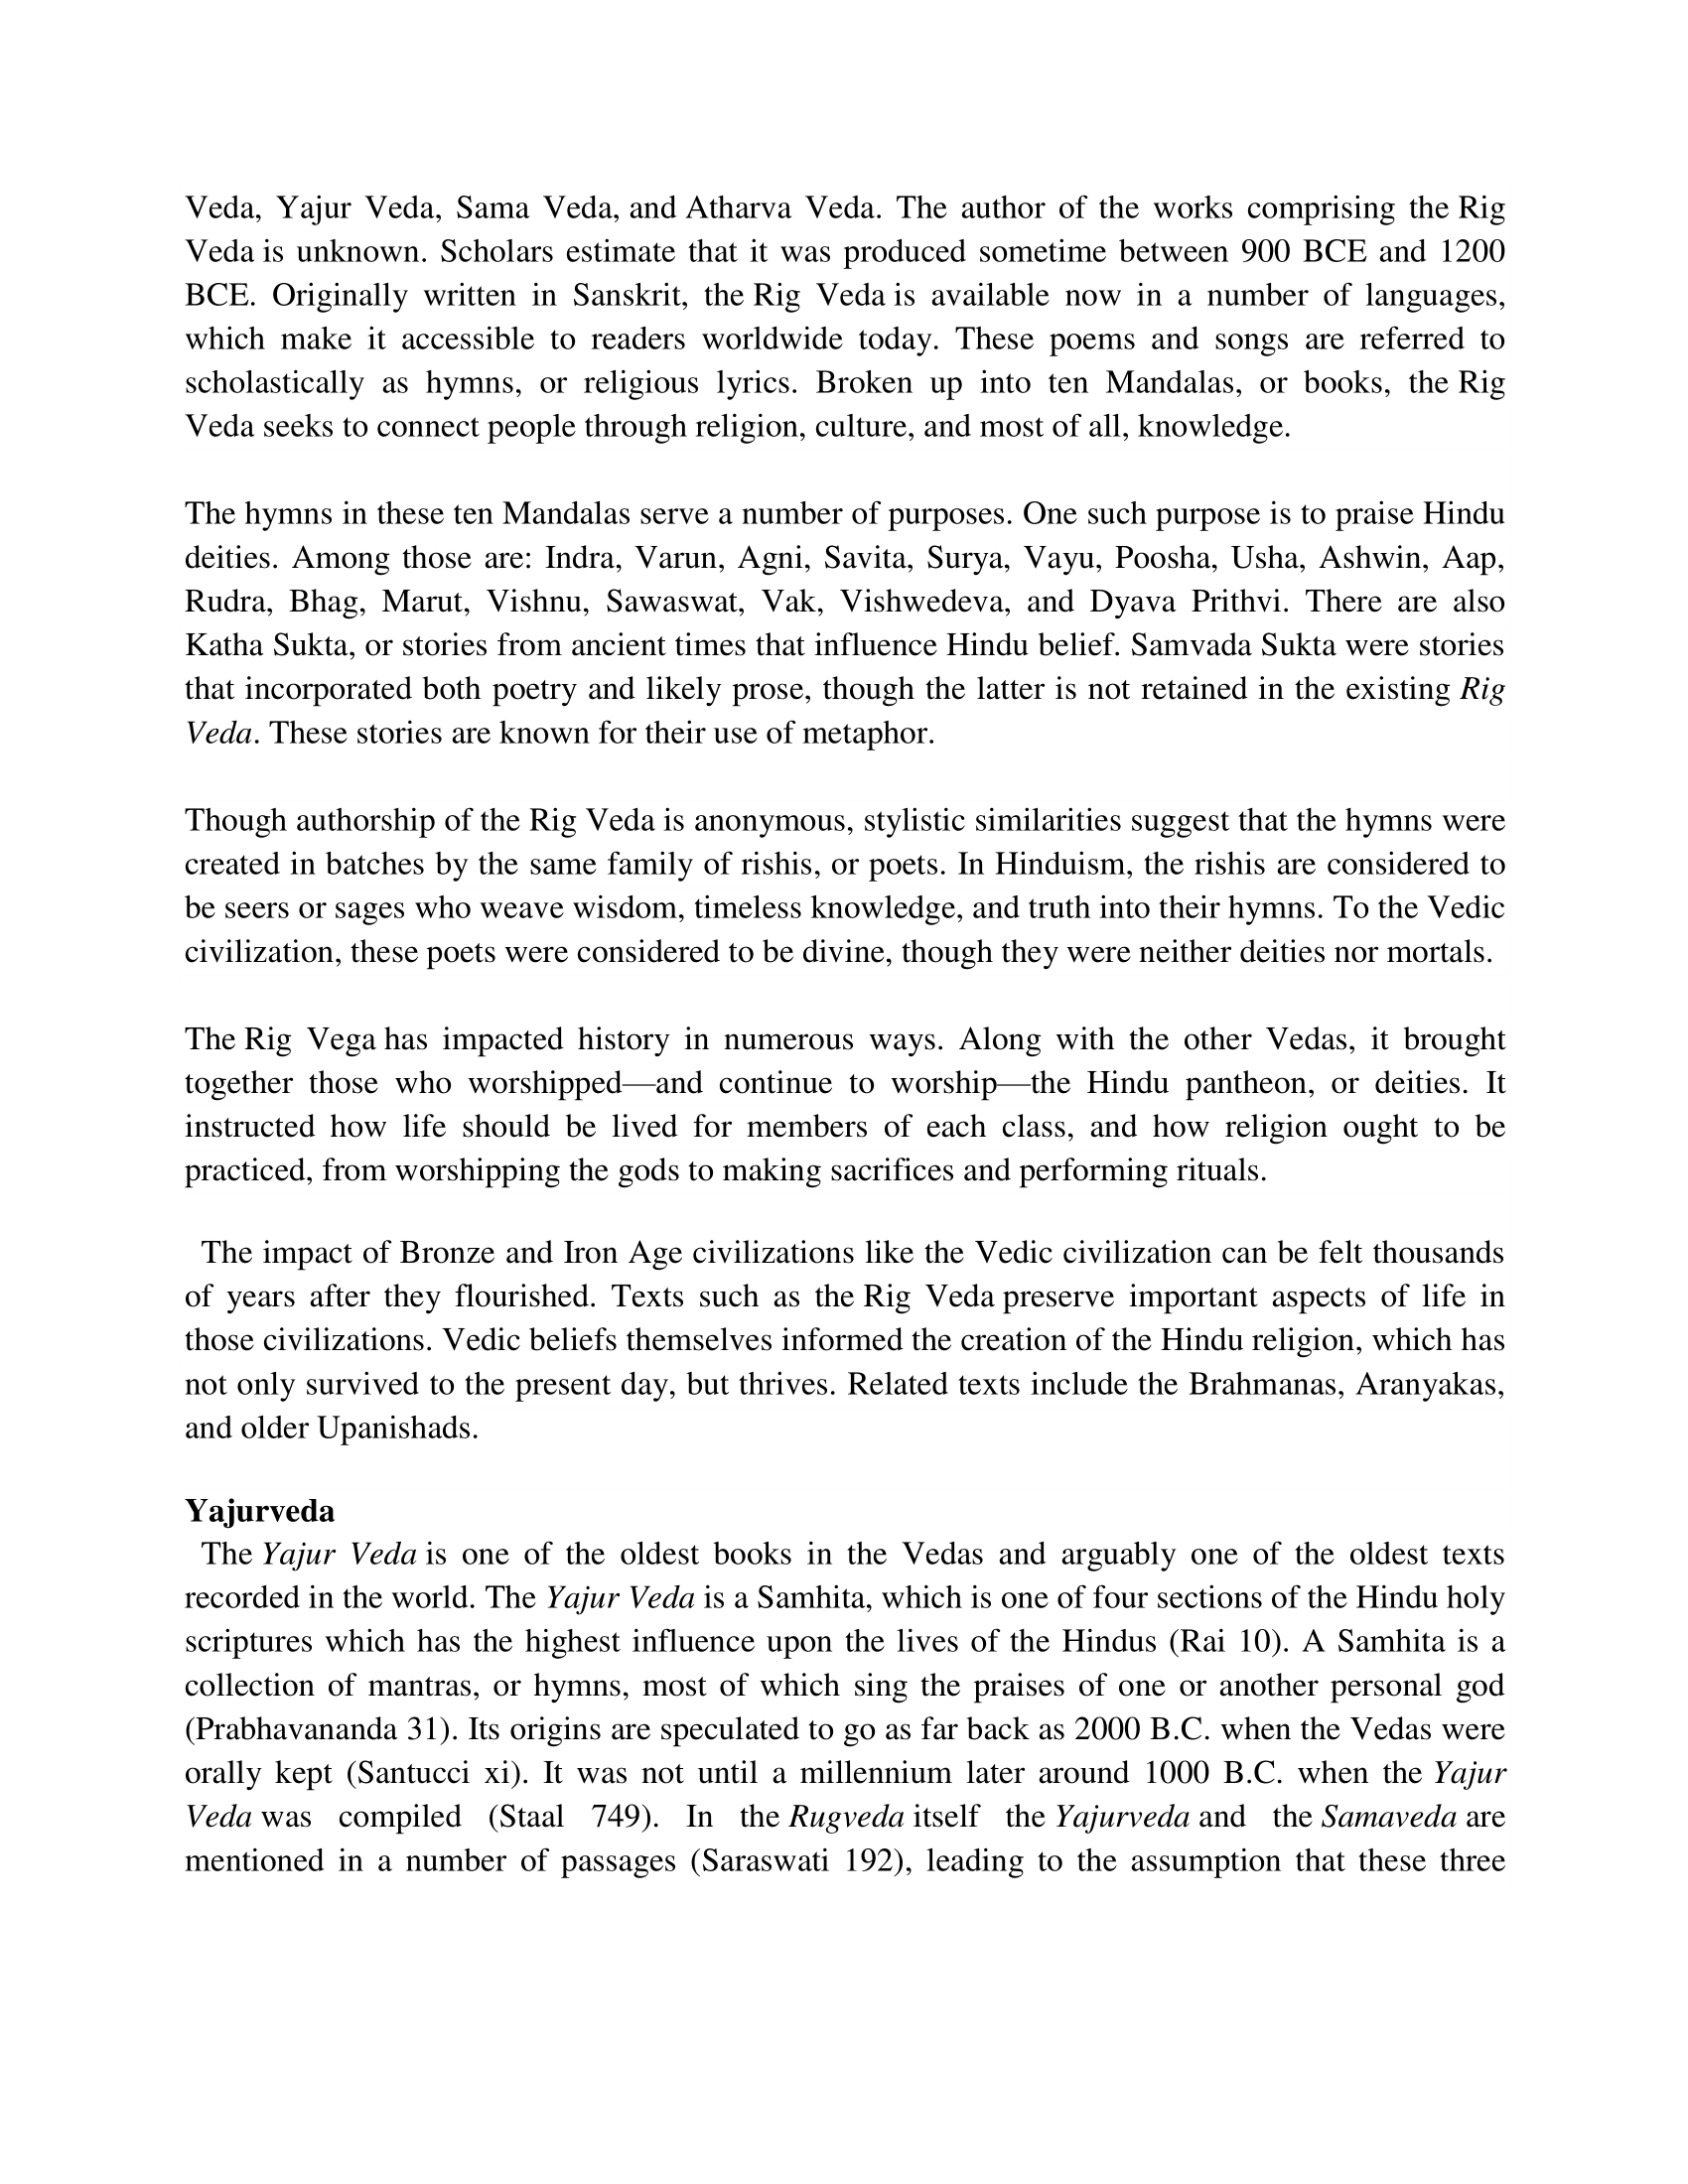 Veda, Yajur Veda, Sama Veda, and Atharva Veda. The author of the works comprising the Rig
Veda is unknown. Scholars estimate that it was produced sometime between 900 BCE and 1200
BCE. Originally written in Sanskrit, the Rig Veda is available now in a number of languages,
which make it accessible to readers worldwide today. These poems and songs are referred to
scholastically as hymns, or religious lyrics. Broken up into ten Mandalas, or books, the Rig
Veda seeks to connect people through religion, culture, and most of all, knowledge.
The hymns in these ten Mandalas serve a number of purposes. One such purpose is to praise Hindu
deities. Among those are: Indra, Varun, Agni, Savita, Surya, Vayu, Poosha, Usha, Ashwin, Aap,
Rudra, Bhag, Marut, Vishnu, Sawaswat, Vak, Vishwedeva, and Dyava Prithvi. There are also
Katha Sukta, or stories from ancient times that influence Hindu belief. Samvada Sukta were stories
that incorporated both poetry and likely prose, though the latter is not retained in the existing Rig
Veda. These stories are known for their use of metaphor.
Though authorship of the Rig Veda is anonymous, stylistic similarities suggest that the hymns were
created in batches by the same family of rishis, or poets. In Hinduism, the rishis are considered to
be seers or sages who weave wisdom, timeless knowledge, and truth into their hymns. To the Vedic
civilization, these poets were considered to be divine, though they were neither deities nor mortals.
The Rig Vega has impacted history in numerous ways. Along with the other Vedas, it brought
together those who worshipped—and continue to worship—the Hindu pantheon, or deities. It
instructed how life should be lived for members of each class, and how religion ought to be
practiced, from worshipping the gods to making sacrifices and performing rituals.
The impact of Bronze and Iron Age civilizations like the Vedic civilization can be felt thousands
of years after they flourished. Texts such as the Rig Veda preserve important aspects of life in
those civilizations. Vedic beliefs themselves informed the creation of the Hindu religion, which has
not only survived to the present day, but thrives. Related texts include the Brahmanas, Aranyakas,
and older Upanishads.
Yajurveda
The Yajur Veda is one of the oldest books in the Vedas and arguably one of the oldest texts
recorded in the world. The Yajur Veda is a Samhita, which is one of four sections of the Hindu holy
scriptures which has the highest influence upon the lives of the Hindus (Rai 10). A Samhita is a
collection of mantras, or hymns, most of which sing the praises of one or another personal god
(Prabhavananda 31). Its origins are speculated to go as far back as 2000 B.C. when the Vedas were
orally kept (Santucci xi). It was not until a millennium later around 1000 B.C. when the Yajur
Veda was compiled (Staal 749). In the Rugveda itself the Yajurveda and the Samaveda are
mentioned in a number of passages (Saraswati 192), leading to the assumption that these three